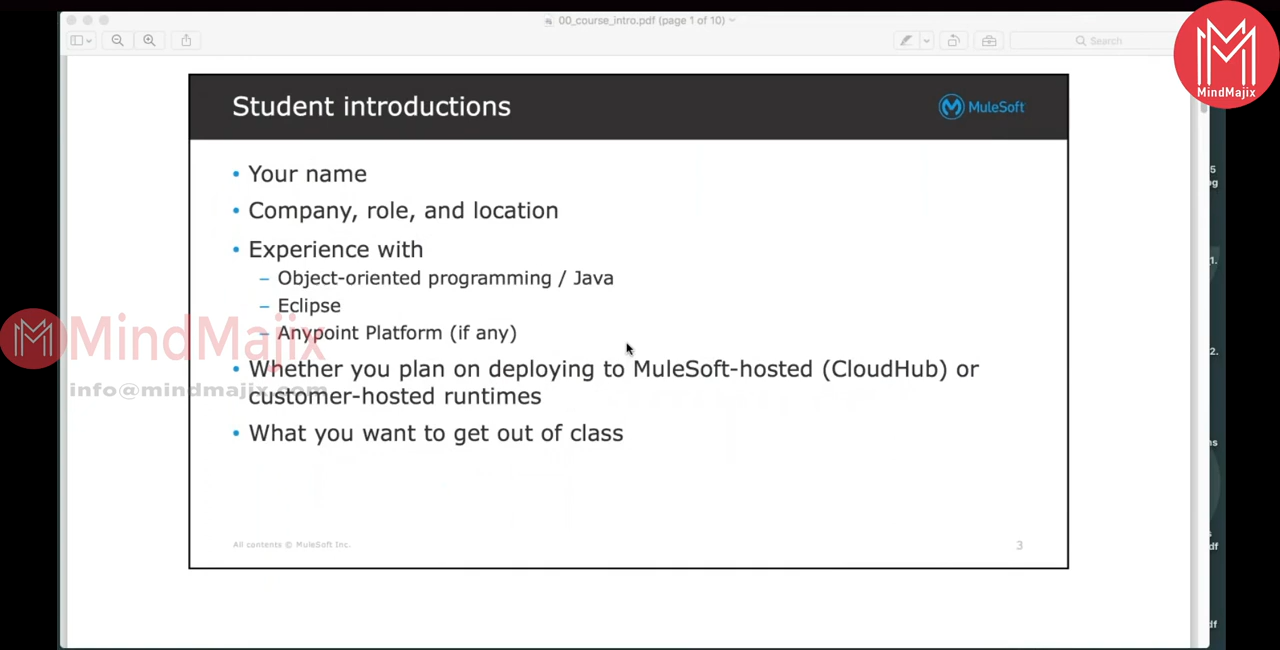 00_course_intro.pdf (page 1 of 10)
Search
MindMajix
Student introductions
MuleSoft
• Your name
• Company, role, and location
• Experience with
– Object-oriented programming / Java
– Eclipse
– Anypoint Platform (if any)
MindMajix
• Whether you plan on deploying to MuleSoft-hosted (CloudHub) or
info@mindmajix.com
customer-hosted runtimes
• What you want to get out of class
All contents © MuleSoft Inc.
3